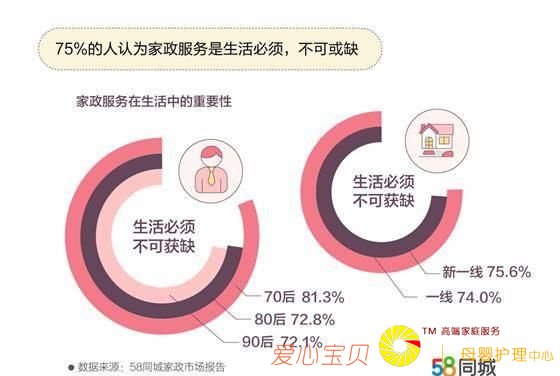 75%的人认为家政服务是生活必须，不可或缺
家政服务在生活中的重要性
生活必须
不可获缺
70后 81.3%
80后 72.8%
90后 72.1%
生活必须
不可获缺
新一线 75.6%
一线 74.0%
TM 高端家庭服务
爱心宝贝
母婴护理中心
● 数据来源：58同城家政市场报告
58同城